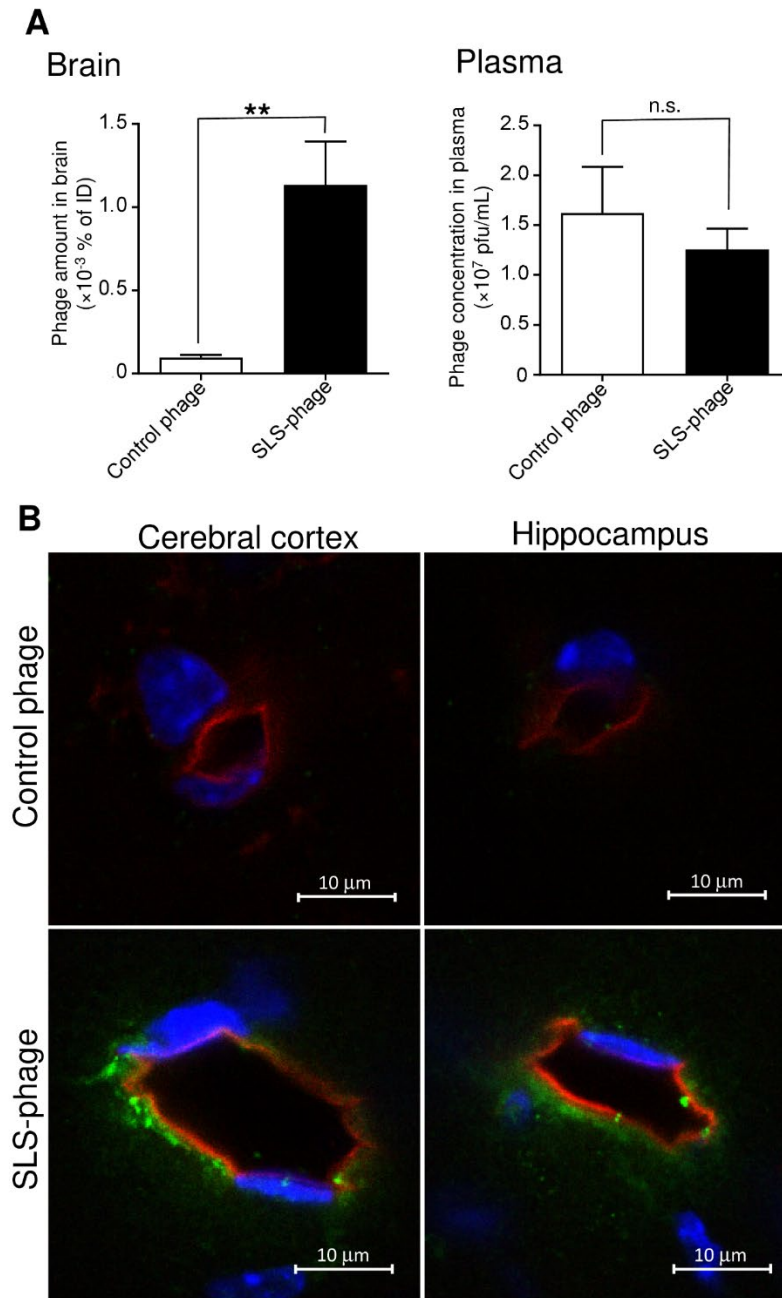 A
Brain
Plasma
**
n.s.
Phage amount in brain
(×10⁻³ % of ID)
1.5
1.0
0.5
0
Control phage
SLS-phage
Phage concentration in plasma
(×10⁷ pfu/mL)
2.5
2.0
1.5
1.0
0.5
0
Control phage
SLS-phage
B
Cerebral cortex
Hippocampus
Control phage
10 μm
10 μm
SLS-phage
10 μm
10 μm